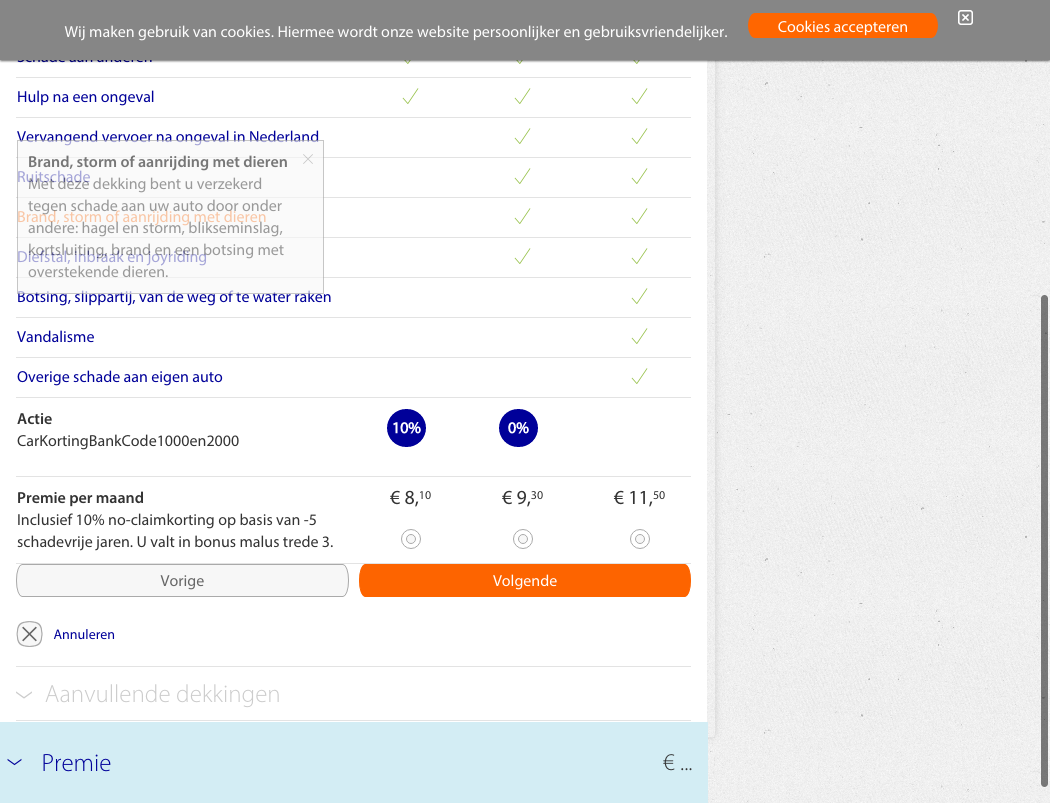 Wij maken gebruik van cookies. Hiermee wordt onze website persoonlijker en gebruiksvriendelijker.
Cookies accepteren
Schade aan anderen
Hulp na een ongeval
Vervangend vervoer na ongeval in Nederland
Brand, storm of aanrijding met dieren
Ruitschade
Met deze dekking bent u verzekerd
tegen schade aan uw auto door onder
Brand, storm of aanrijding met dieren
andere: hagel en storm, blikseminslag,
kortsluiting, brand en een botsing met
Diefstal, inbraak en joyriding
overstekende dieren.
Botsing, slippartij, van de weg of te water raken
Vandalisme
Overige schade aan eigen auto
Actie
CarKortingBankCode1000en2000
10%
0%
Premie per maand
€ 8,10
€ 9,30
€ 11,50
Inclusief 10% no-claimkorting op basis van -5
schadevrije jaren. U valt in bonus malus trede 3.
Vorige
Volgende
Annuleren
Aanvullende dekkingen
Premie
€ ...